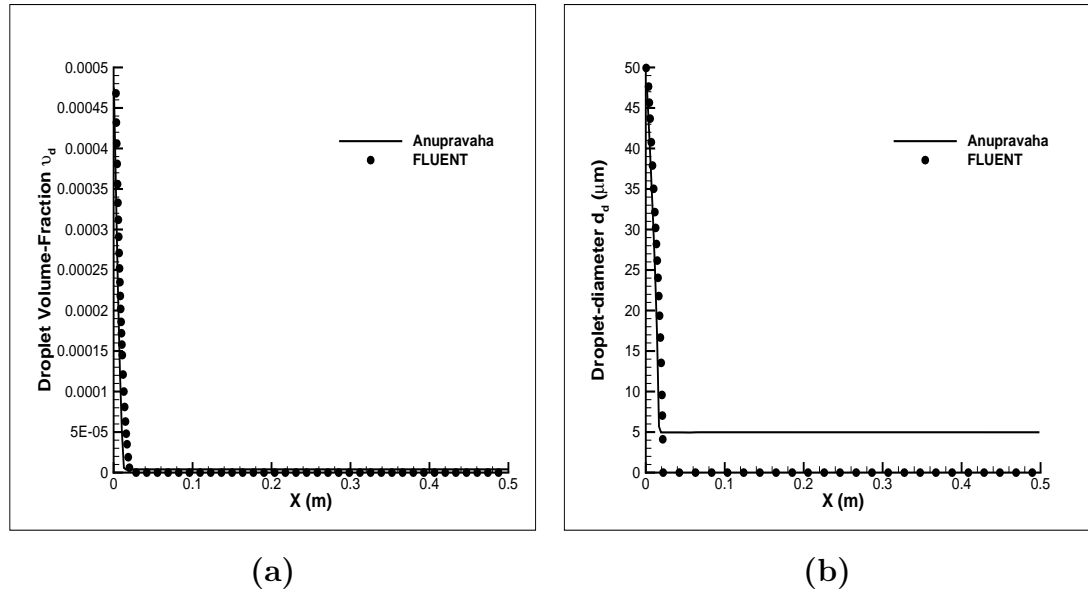 0.0005
0.00045
0.0004
0.00035
0.0003
0.00025
0.0002
0.00015
0.0001
5E-05
0
Droplet Volume-Fraction υd
Anupravaha
FLUENT
0 0.1 0.2 0.3 0.4 0.5
X (m)
(a)
50
45
40
35
30
25
20
15
10
5
0
Droplet-diameter dd (μm)
Anupravaha
FLUENT
0 0.1 0.2 0.3 0.4 0.5
X (m)
(b)